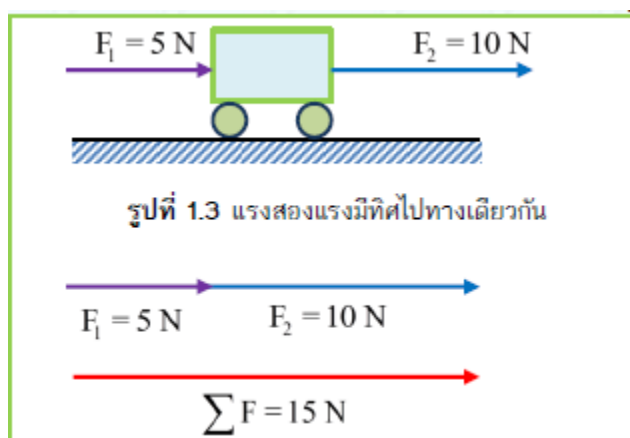 F₁ = 5 N F₂ = 10 N
รูปที่ 1.3 แรงสองแรงมีทิศไปทางเดียวกัน
F₁ = 5 N F₂ = 10 N
∑ F = 15 N